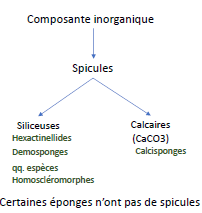 Composante inorganique
Spicules
Siliceuses
Hexactinellides
Demosponges
qq. espèces
Homoscléromorphes
Calcaires
(CaCO3)
Calcisponges
Certaines éponges n'ont pas de spicules